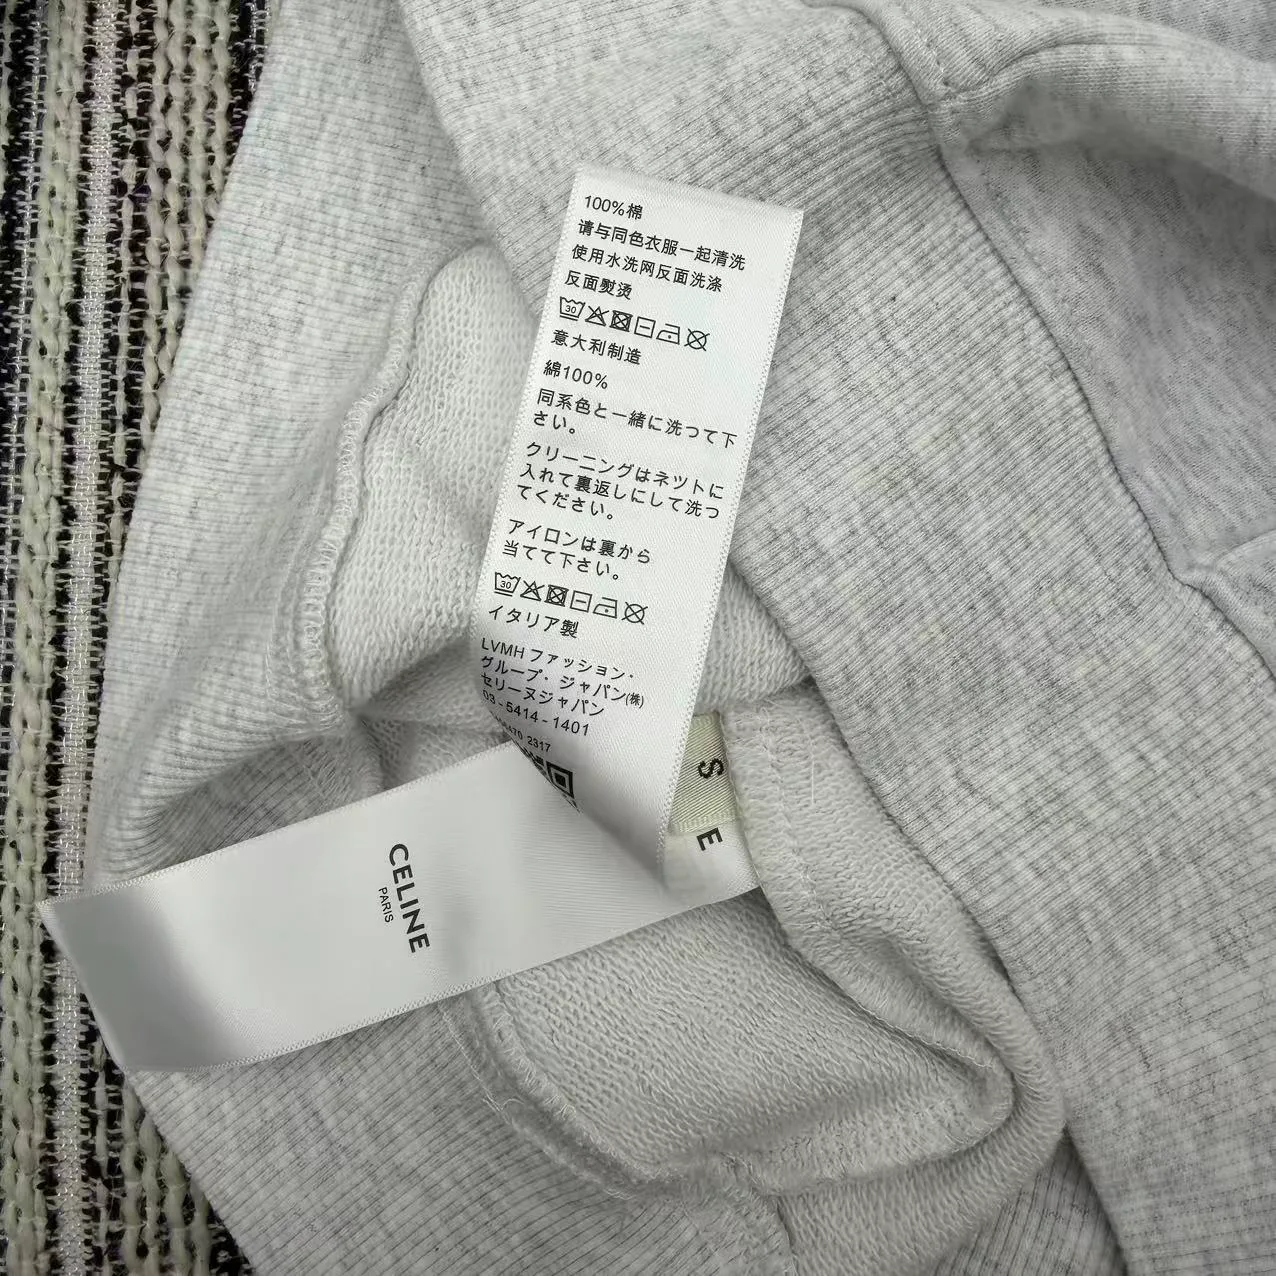 100%棉
请与同色衣服一起清洗
使用水洗网反面洗涤
反面熨烫
30
意大利制造
綿100%
同系色と一緒に洗つて下
さい。
クリーニングはネツトに
入れて裏返しにして洗っ
てください。
アイロンは裏から
当てて下さい。
30
イタリア製
LVMH ファッション・
グループ・ジャパン(株)
セリーヌジャパン
03-5414-1401
2317
S
E
CELINE
PARIS